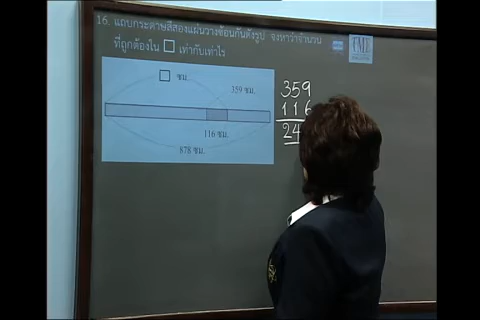 16. แถบกระดาษสีสองแผ่นวางซ้อนกันดังรูป จงหาว่าจำนวน
ที่ถูกต้องใน □ เท่ากับเท่าไร
□ ซม.
359 ซม.
116 ซม.
878 ซม.
359
116
24